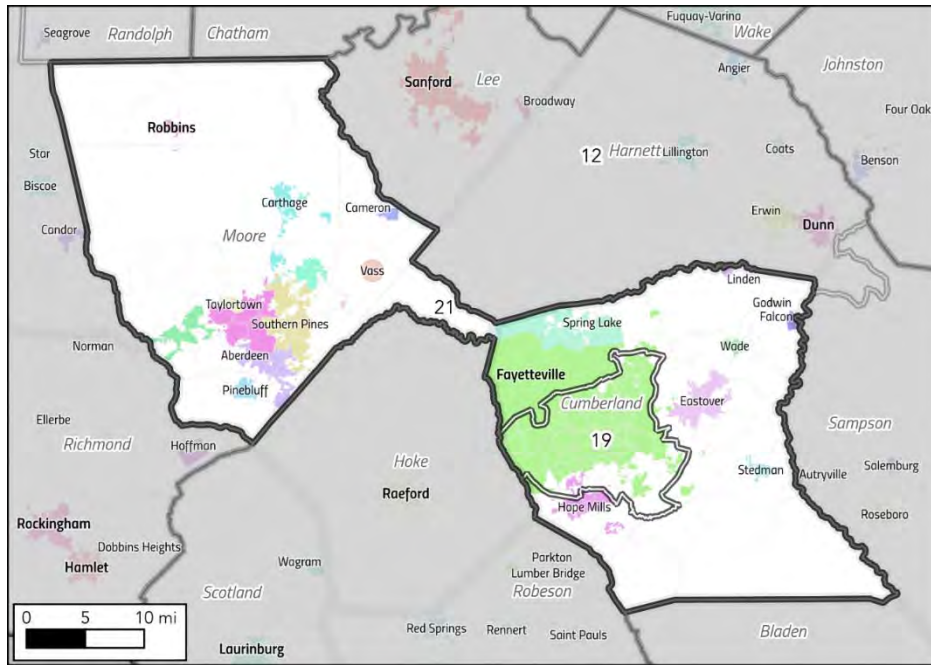 Seagrove
Randolph
Chatham
Fuquay-Varina
Wake
Angier
Johnston
Sanford
Lee
Broadway
Four Oak
Robbins
12
Harnett
Lillington
Coats
Benson
Star
Biscoe
Carthage
Cameron
Erwin
Dunn
Candor
Moore
Vass
Linden
Taylortown
21
Godwin
Falcon
Southern Pines
Spring Lake
Norman
Wade
Aberdeen
Fayetteville
Pinebluff
Cumberland
Eastover
Ellerbe
Sampson
Richmond
Hoffman
19
Hoke
Stedman
Autryville
Salemburg
Raeford
Hope Mills
Roseboro
Rockingham
Dobbins Heights
Hamlet
Wagram
Parkton
Lumber Bridge
Scotland
Robeson
0 5 10 mi
Red Springs
Rennert
Saint Pauls
Bladen
Laurinburg